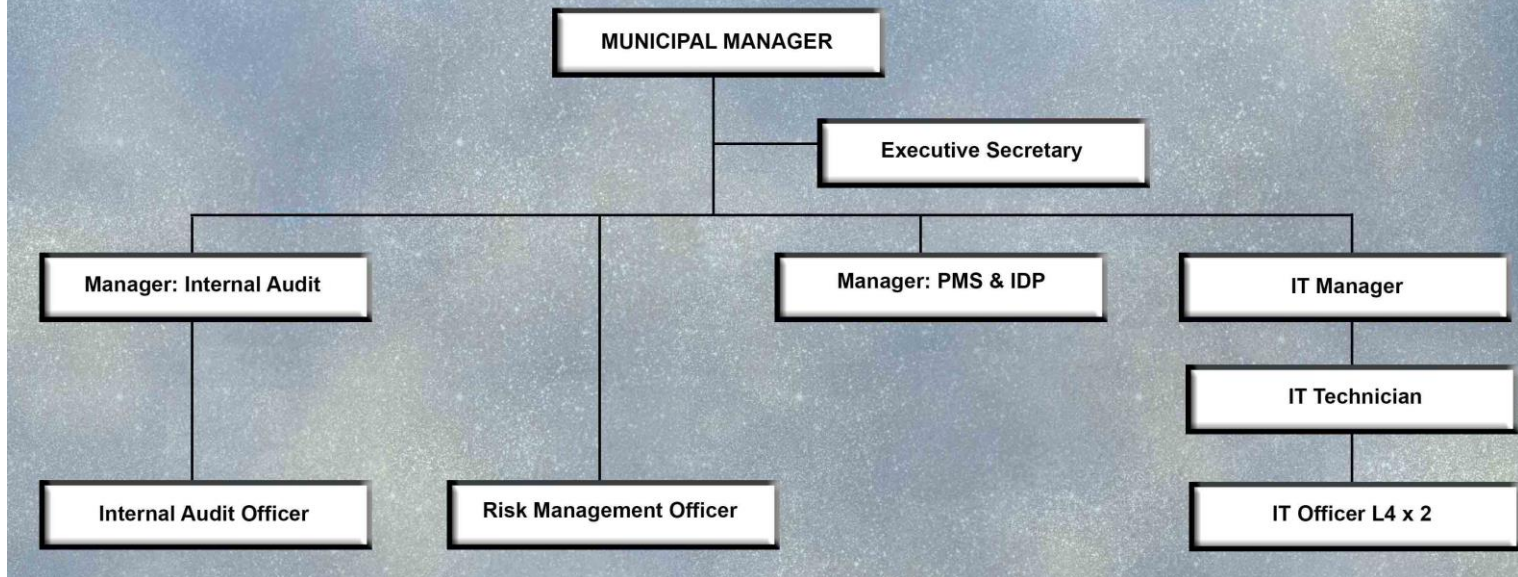 MUNICIPAL MANAGER
Executive Secretary
Manager: Internal Audit
Manager: PMS & IDP
IT Manager
IT Technician
Internal Audit Officer
Risk Management Officer
IT Officer L4 x 2